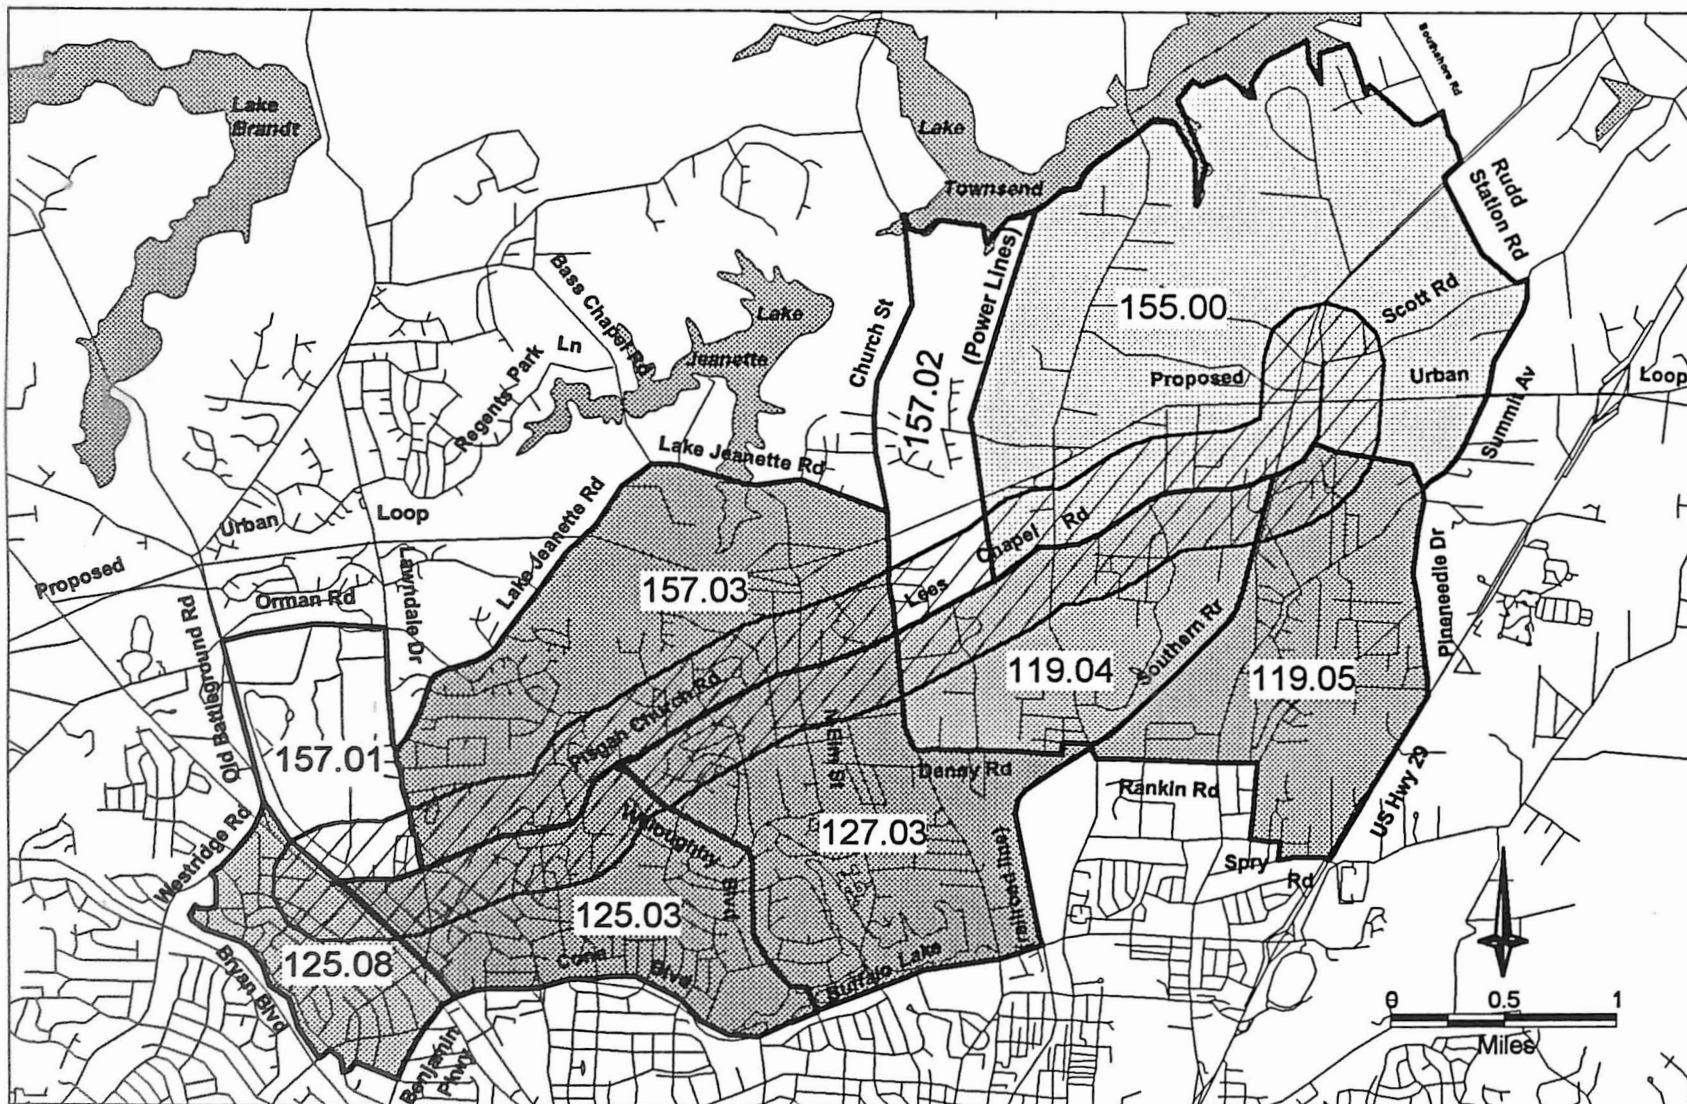 Southshore Rd
Lake
Brandt
Lake
Townsend
Rudd
Station Rd
Bass Chapel Rd
Lake
Jeanette
Church St
(Power Lines)
155.00
Scott Rd
Regents Park
Ln
157.02
Proposed
Urban
Loop
Summit Av
Lake Jeanette Rd
Urban
Loop
Lake Jeanette Rd
Lees
Chapel
Rd
Proposed
Orman Rd
Lawndale Dr
157.03
Pineneedle Dr
Old Battleground Rd
119.04
Southern Rr
119.05
157.01
Pisgah Church Rd
N Elm St
Danny Rd
Rankin Rd
US Hwy 29
Westridge Rd
Willoughby
Blvd
127.03
(railroad tile)
Spry
Rd
125.03
125.08
Cone
Blvd
Buffalo Lake
Bryan Blvd
Benjamin
Pkwy
0
0.5
1
Miles